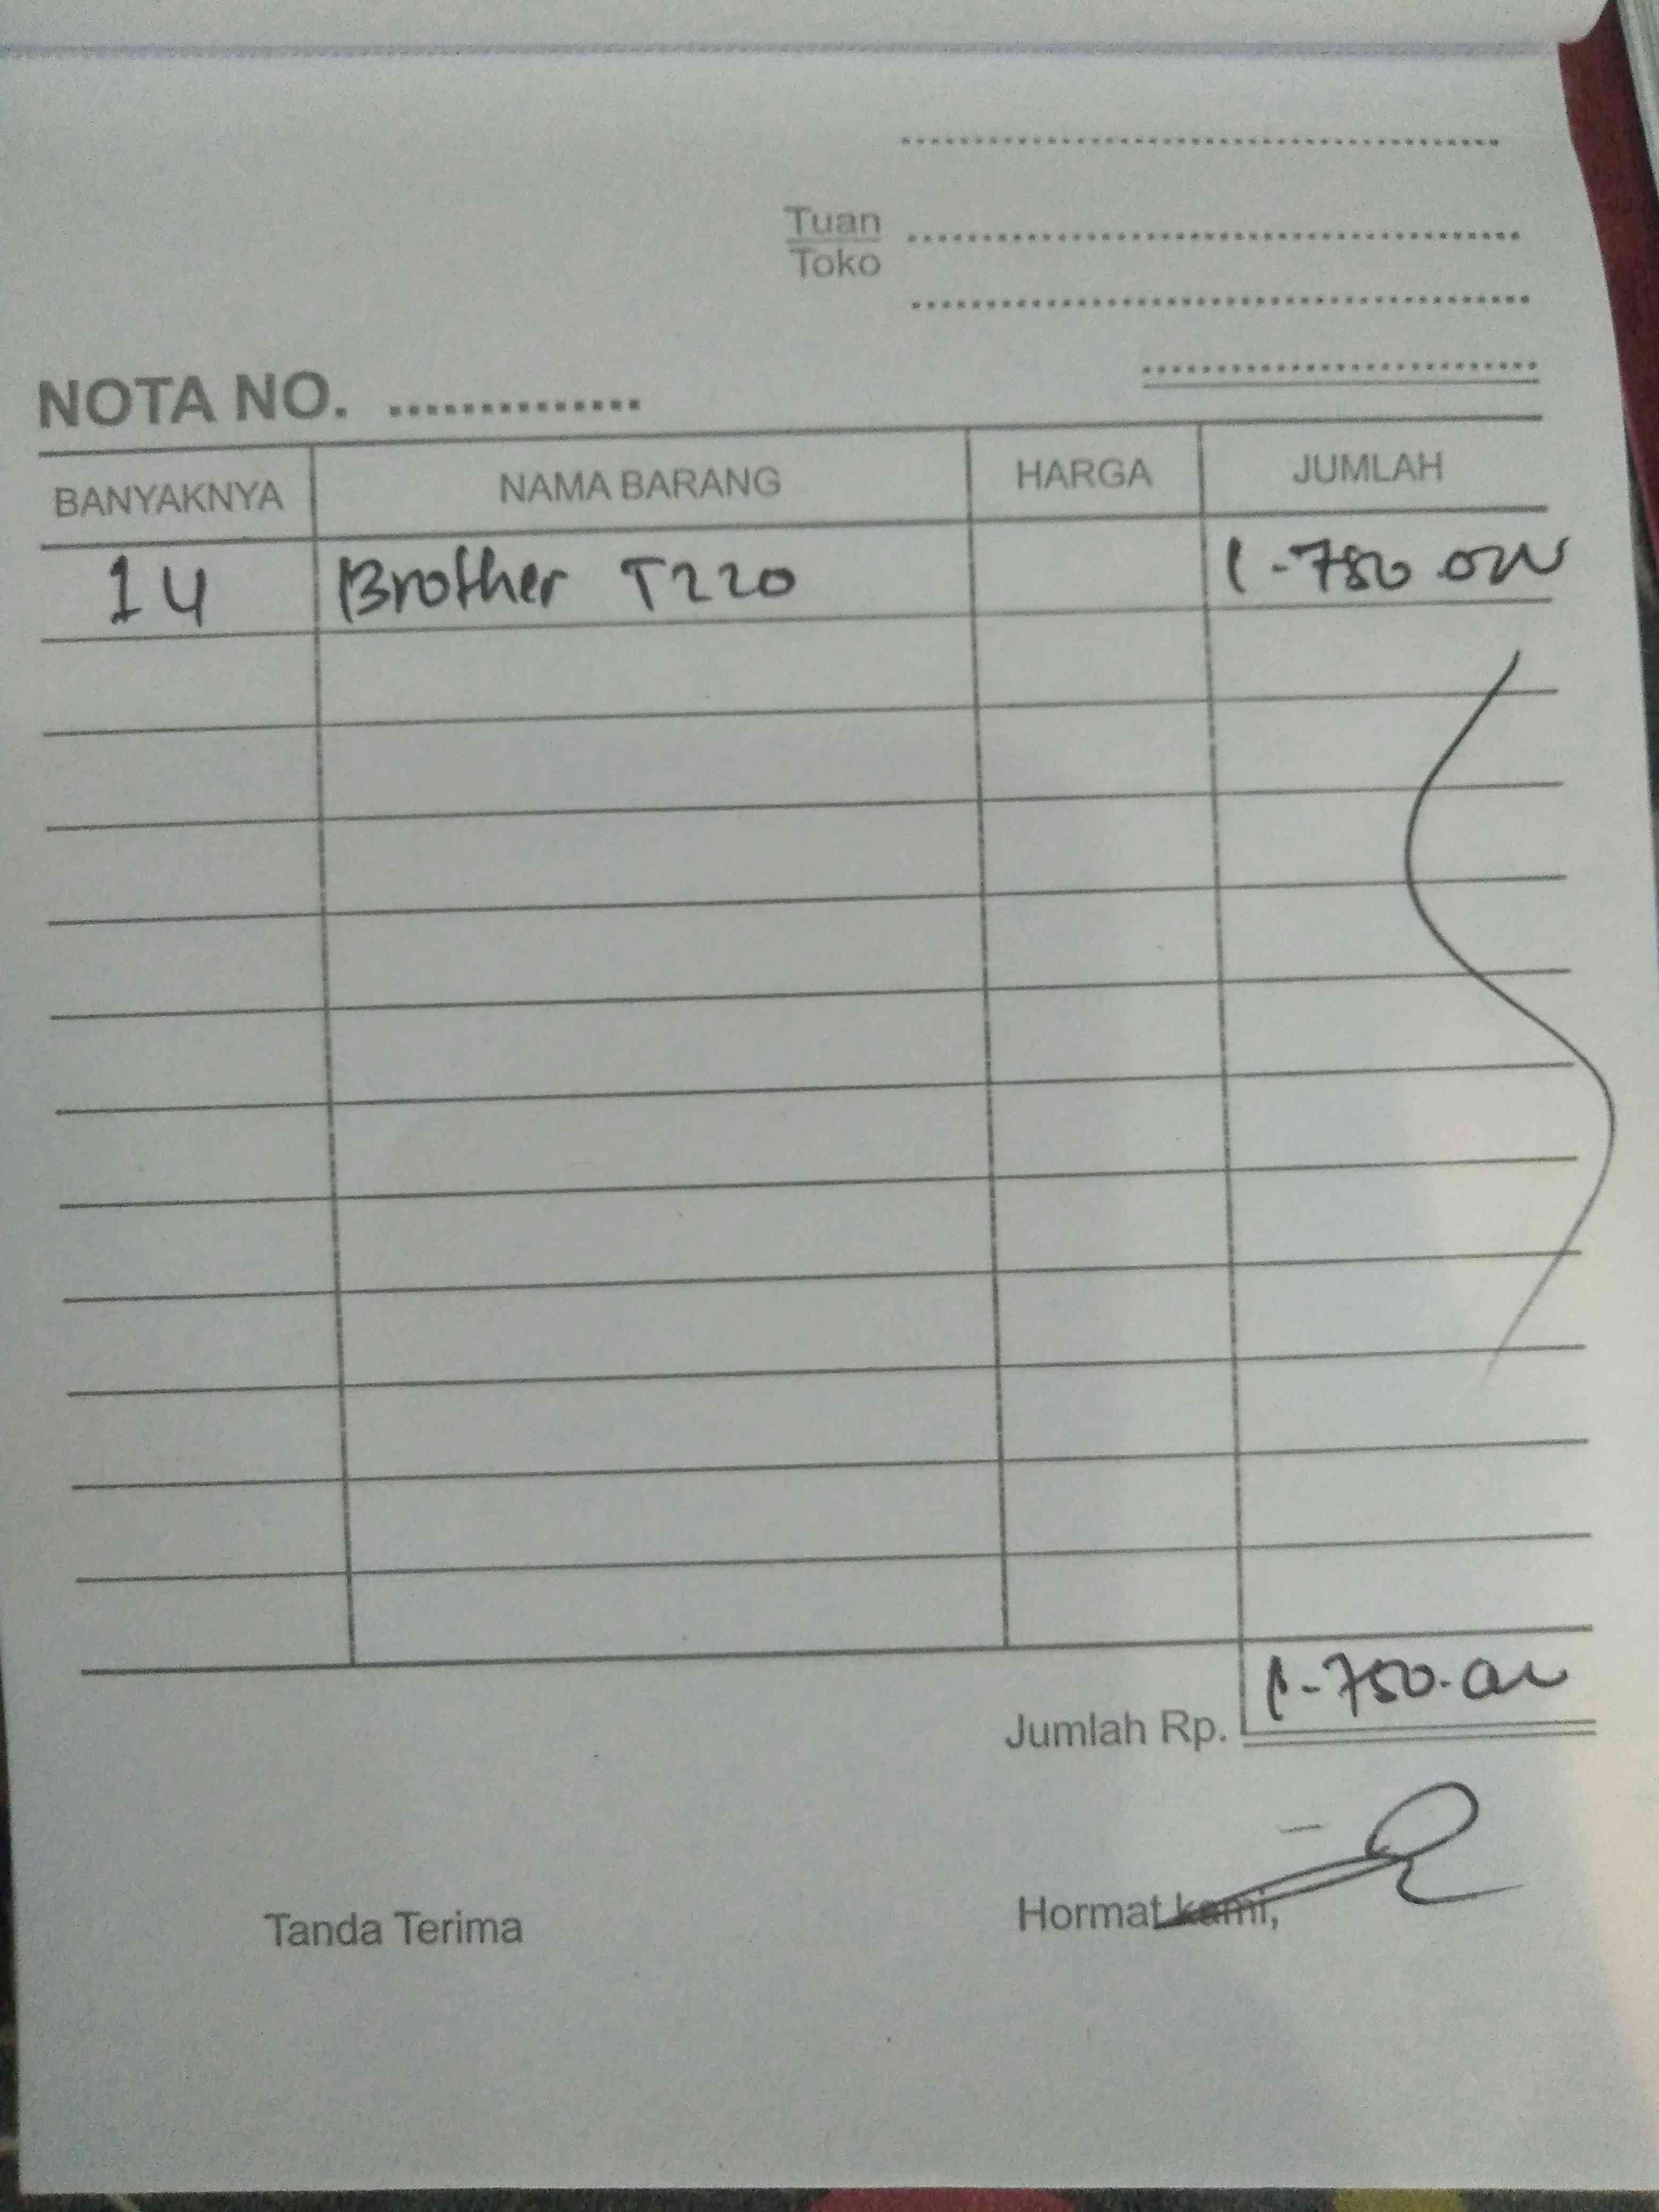 Tuan
Toko
NOTA NO. ..............
BANYAKNYA NAMA BARANG HARGA JUMLAH
1 U Brother T220 1.-750.000
Jumlah Rp. 1.-750.000
Tanda Terima Hormat kami,